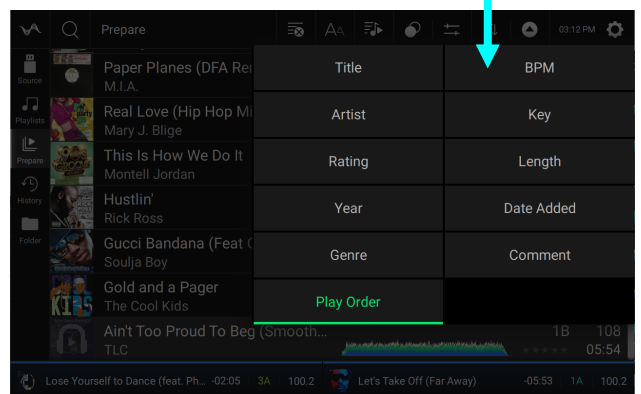 Prepare
AA
03:12 PM
Source
Playlists
Prepare
History
Folder
Paper Planes (DFA Re
M.I.A.
Real Love (Hip Hop Mi
Mary J. Blige
This Is How We Do It
Montell Jordan
Hustlin'
Rick Ross
Gucci Bandana (Feat
Soulja Boy
Gold and a Pager
The Cool Kids
Ain't Too Proud To Beg (Smooth...
TLC
1B 108
05:54
Title
BPM
Artist
Key
Rating
Length
Year
Date Added
Genre
Comment
Play Order
Lose Yourself to Dance (feat. Ph... -02:05 3A 100.2
Let's Take Off (Far Away) -05:53 1A 100.2